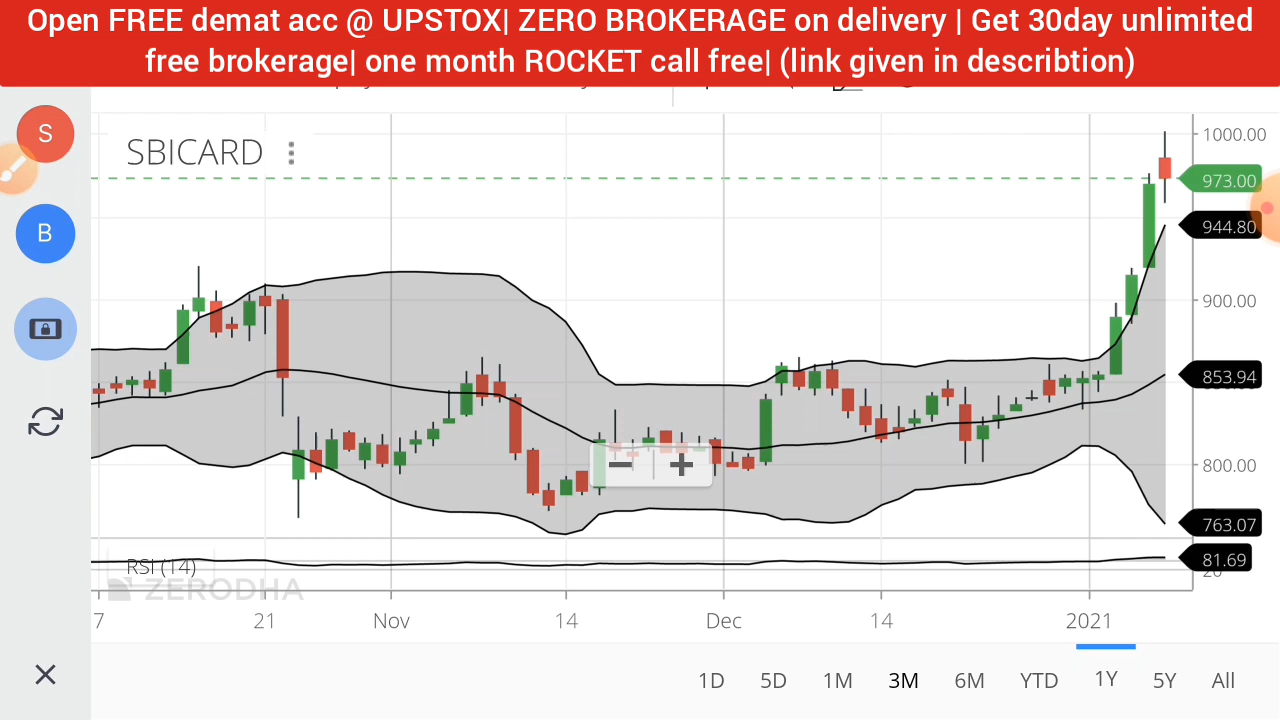 Open FREE demat acc @ UPSTOX| ZERO BROKERAGE on delivery | Get 30day unlimited
free brokerage| one month ROCKET call free| (link given in describtion)
S
SBICARD
1000.00
973.00
B
944.80
900.00
853.94
800.00
763.07
RSI (14)
81.69
20
ZERODHA
7 21 Nov 14 Dec 14 2021
1D 5D 1M 3M 6M YTD 1Y 5Y All